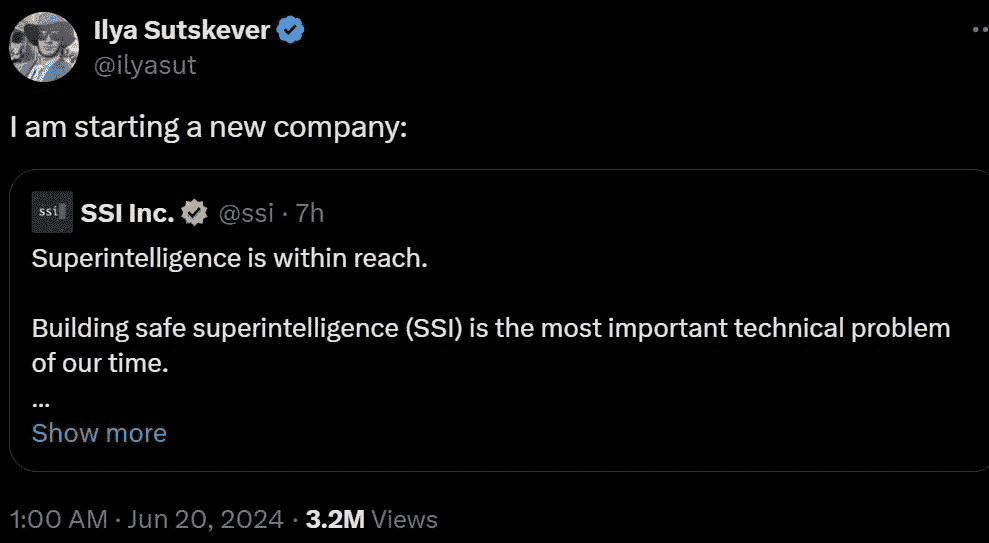 Ilya Sutskever
@ilyasut
I am starting a new company:
ssi SSI Inc. @ssi · 7h
Superintelligence is within reach.
Building safe superintelligence (SSI) is the most important technical problem
of our time.
...
Show more
1:00 AM · Jun 20, 2024 · 3.2M Views